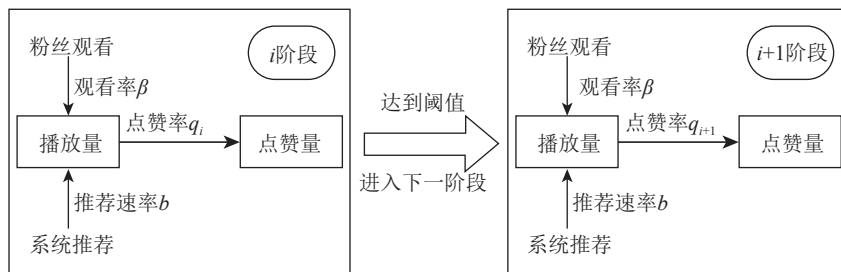 粉丝观看
i阶段
观看率β
播放量
点赞率qi
点赞量
推荐速率b
系统推荐
达到阈值
进入下一阶段
粉丝观看
i+1阶段
观看率β
播放量
点赞率qi+1
点赞量
推荐速率b
系统推荐